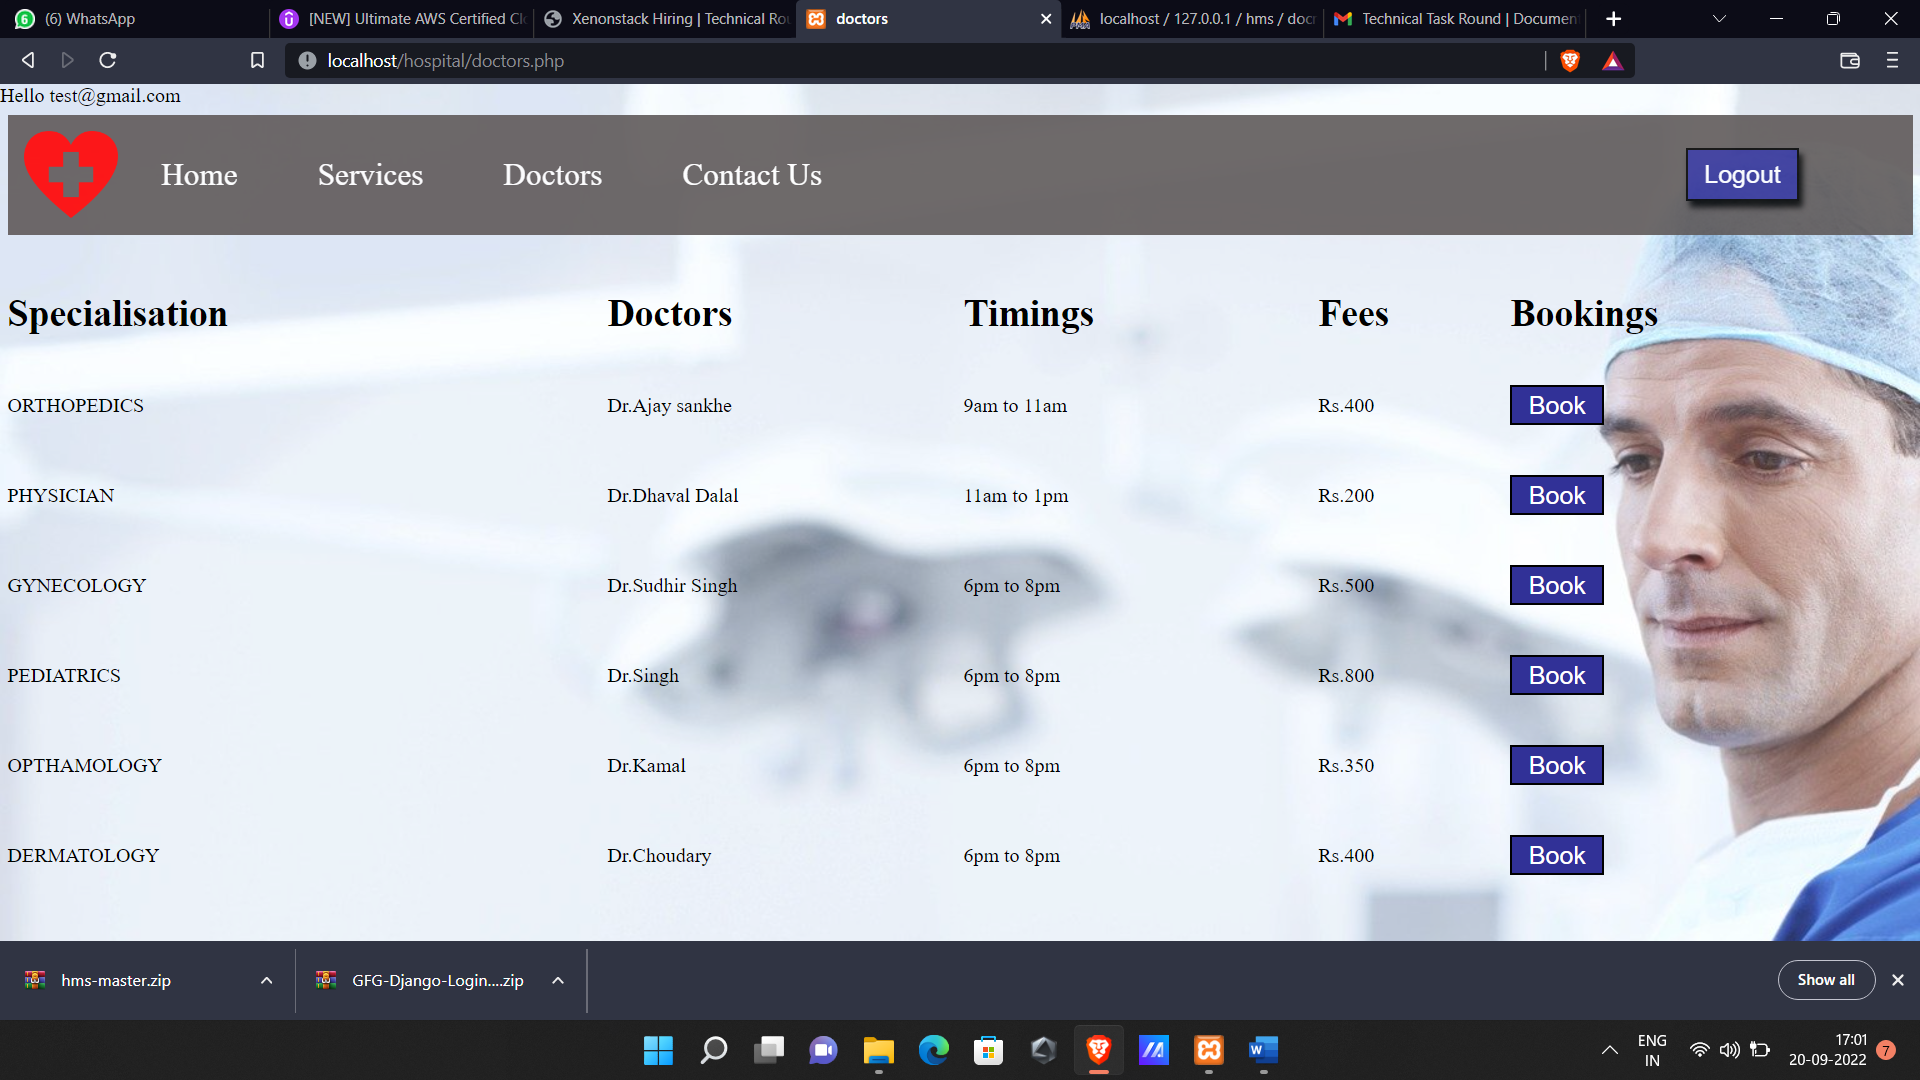 (6) WhatsApp
[NEW] Ultimate AWS Certified Cl
Xenonstack Hiring | Technical Rou
doctors
localhost / 127.0.0.1 / hms / doc
Technical Task Round | Document
localhost/hospital/doctors.php
Hello test@gmail.com
Home Services Doctors Contact Us Logout
Specialisation Doctors Timings Fees Bookings
ORTHOPEDICS Dr.Ajay sankhe 9am to 11am Rs.400 Book
PHYSICIAN Dr.Dhaval Dalal 11am to 1pm Rs.200 Book
GYNECOLOGY Dr.Sudhir Singh 6pm to 8pm Rs.500 Book
PEDIATRICS Dr.Singh 6pm to 8pm Rs.800 Book
OPTHAMOLOGY Dr.Kamal 6pm to 8pm Rs.350 Book
DERMATOLOGY Dr.Choudary 6pm to 8pm Rs.400 Book
hms-master.zip GFG-Django-Login....zip Show all
ENG 17:01
IN 20-09-2022 7